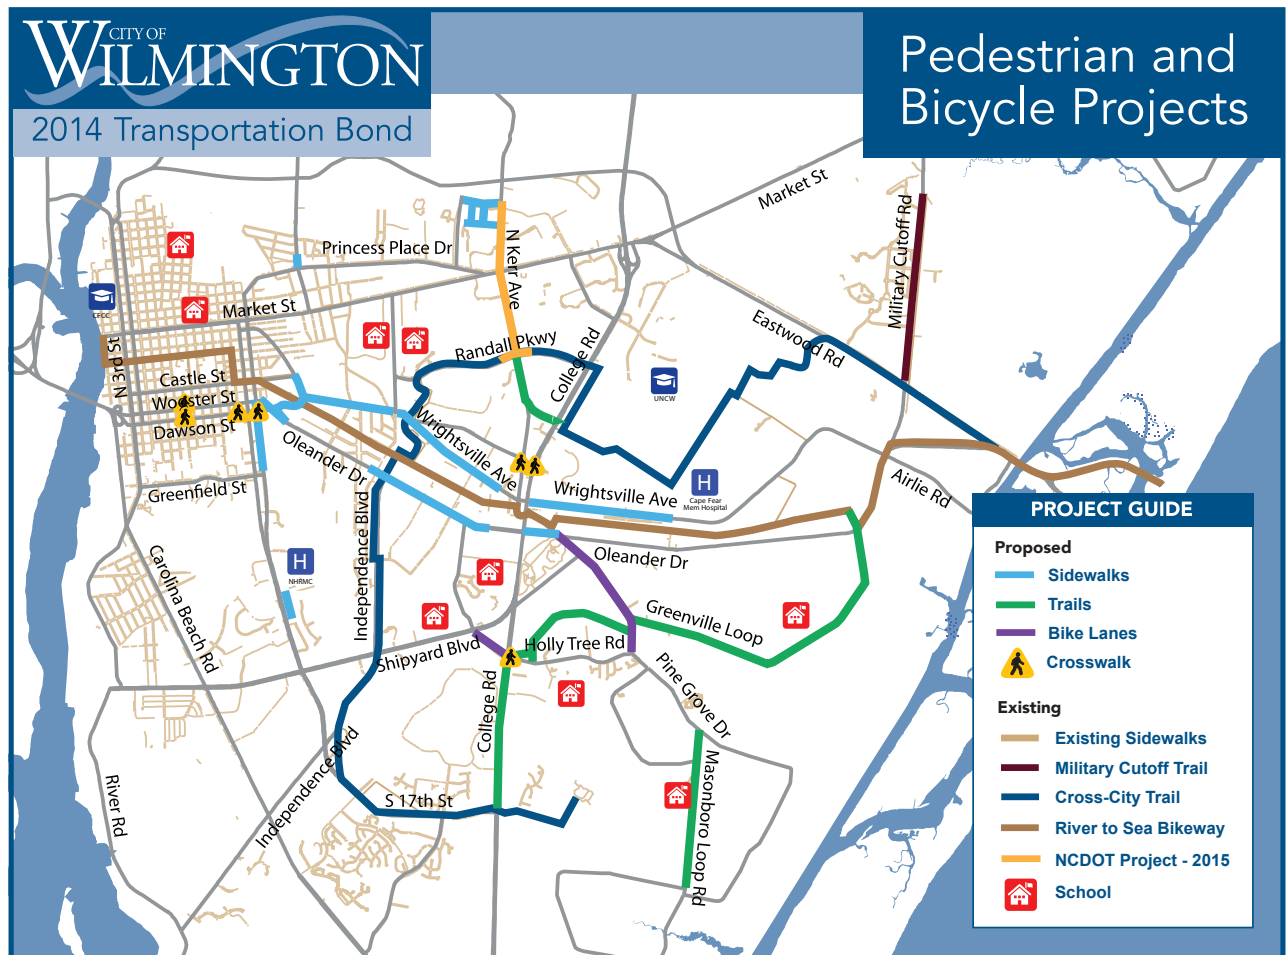 CITY OF
WILMINGTON
2014 Transportation Bond
Pedestrian and
Bicycle Projects
Market St
Military Cutoff Rd
Princess Place Dr
N Kerr Ave
CFCC
Market St
Eastwood Rd
Randall Pkwy
College Rd
N 3rd St
UNCW
Castle St
Wooster St
Dawson St
Wrightsville Ave
Oleander Dr
Greenfield St
Wrightsville Ave
H
Cape Fear
Mem Hospital
Airlie Rd
Independence Blvd
Carolina Beach Rd
H
NHRMC
Oleander Dr
Greenville Loop
Holly Tree Rd
Shipyard Blvd
Pine Grove Dr
College Rd
Independence Blvd
River Rd
S 17th St
Masonboro Loop Rd
PROJECT GUIDE
Proposed
Sidewalks
Trails
Bike Lanes
Crosswalk
Existing
Existing Sidewalks
Military Cutoff Trail
Cross-City Trail
River to Sea Bikeway
NCDOT Project - 2015
School